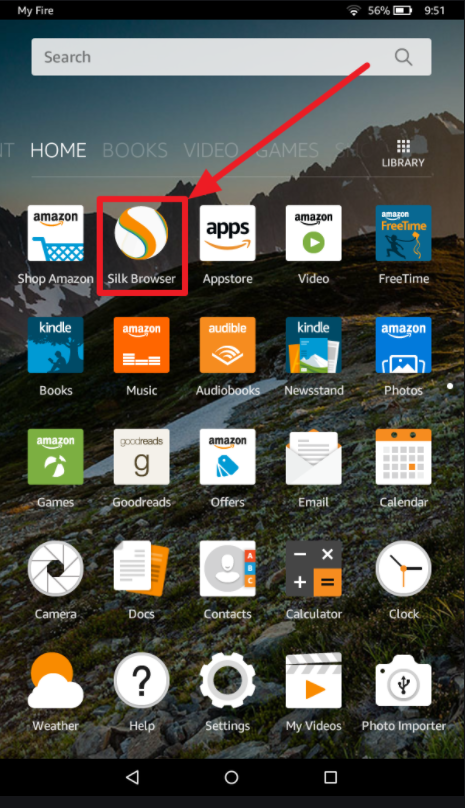 My Fire 56% 9:51
Search
NT HOME BOOKS VIDEO GAMES S
LIBRARY
amazon amazon amazon
apps FreeTime
Shop Amazon Silk Browser Appstore Video FreeTime
kindle amazon audible kindle amazon
Books Music Audiobooks Newsstand Photos
amazon goodreads amazon
g
Games Goodreads Offers Email Calendar
A
B
C
Camera Docs Contacts Calculator Clock
?
Weather Help Settings My Videos Photo Importer